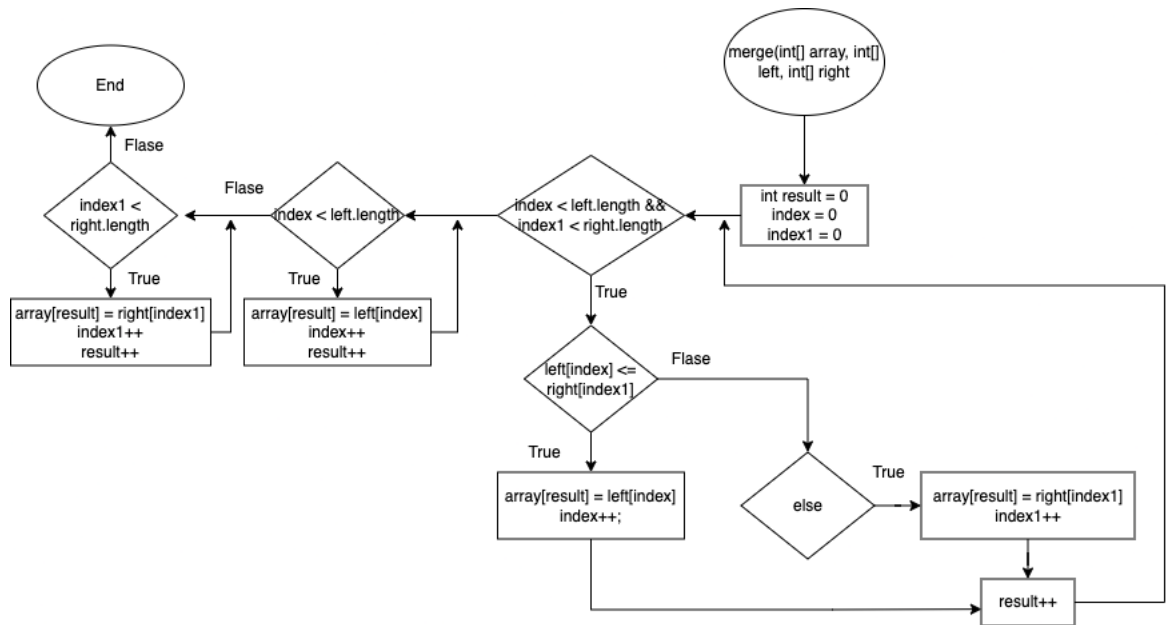 merge(int[] array, int[]
left, int[] right
End
Flase
int result = 0
index = 0
index1 = 0
index < left.length &&
index1 < right.length
Flase
index < left.length
index1 <
right.length
True
True
True
array[result] = right[index1]
index1++
result++
array[result] = left[index]
index++
result++
left[index] <=
right[index1]
Flase
True
array[result] = left[index]
index++;
else
True
array[result] = right[index1]
index1++
result++